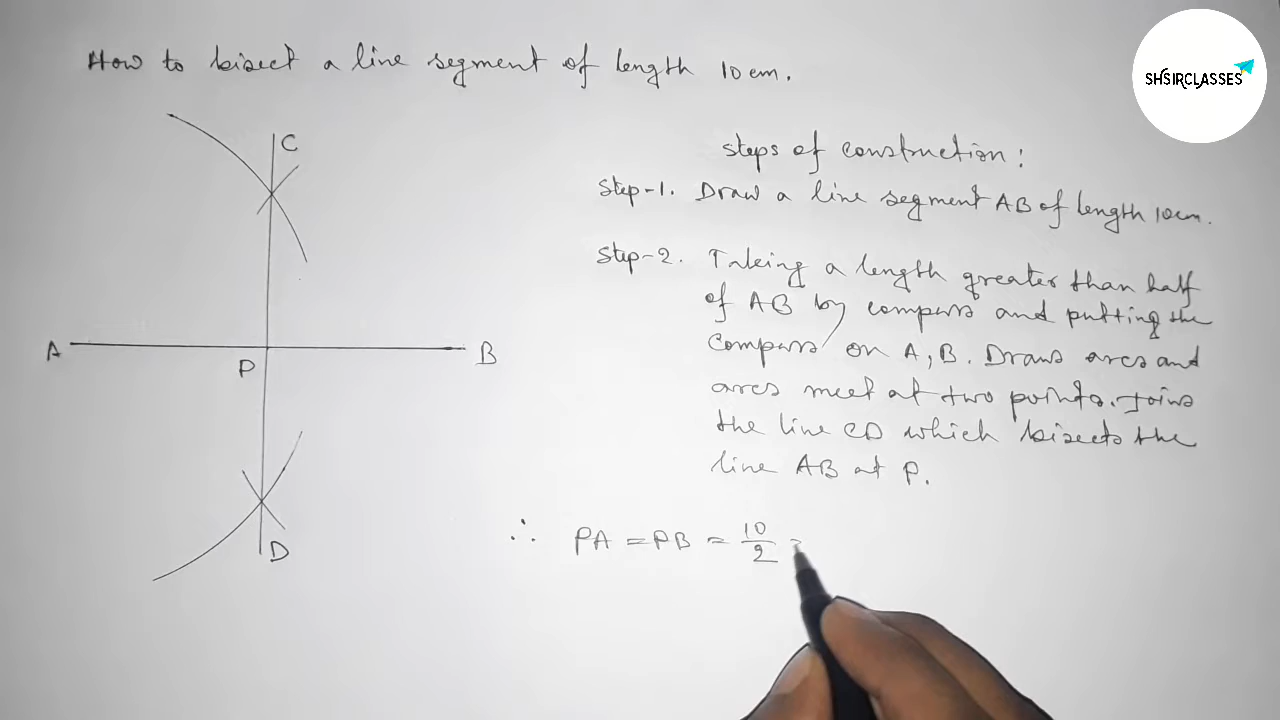 How to bisect a line segment of length 10 cm.
SHSIRCLASSES
C
steps of construction:
Step-1. Draw a line segment AB of length 10cm.
Step-2. Taking a length greater than half
of AB by compass and putting the
compass on A, B. Draws arcs and
arcs meet at two points. Joins
the line CD which bisects the
line AB at P.
A
P
B
D
∴ PA = PB = 10/2 =